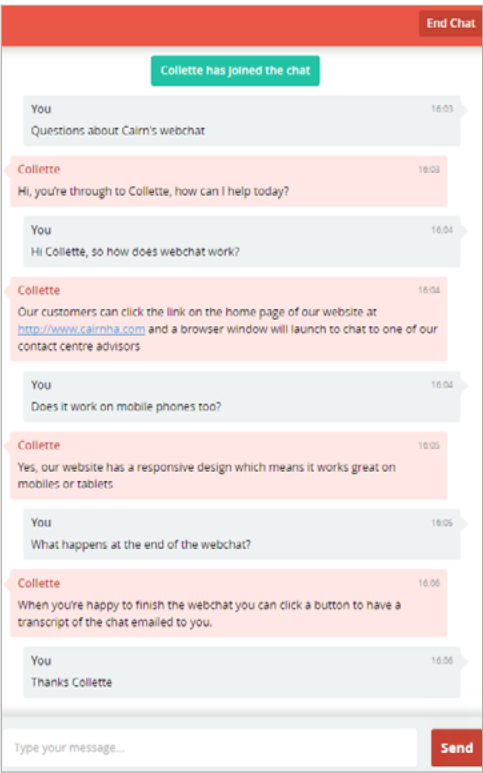 End Chat
Collette has joined the chat
You 16:03
Questions about Cairn's webchat
Collette 16:03
Hi, you're through to Collette, how can I help today?
You 16:04
Hi Collette, so how does webchat work?
Collette 16:04
Our customers can click the link on the home page of our website at
http://www.cairnha.com and a browser window will launch to chat to one of our
contact centre advisors
You 16:04
Does it work on mobile phones too?
Collette 16:05
Yes, our website has a responsive design which means it works great on
mobiles or tablets
You 16:05
What happens at the end of the webchat?
Collette 16:06
When you're happy to finish the webchat you can click a button to have a
transcript of the chat emailed to you.
You 16:06
Thanks Collette
Type your message... Send